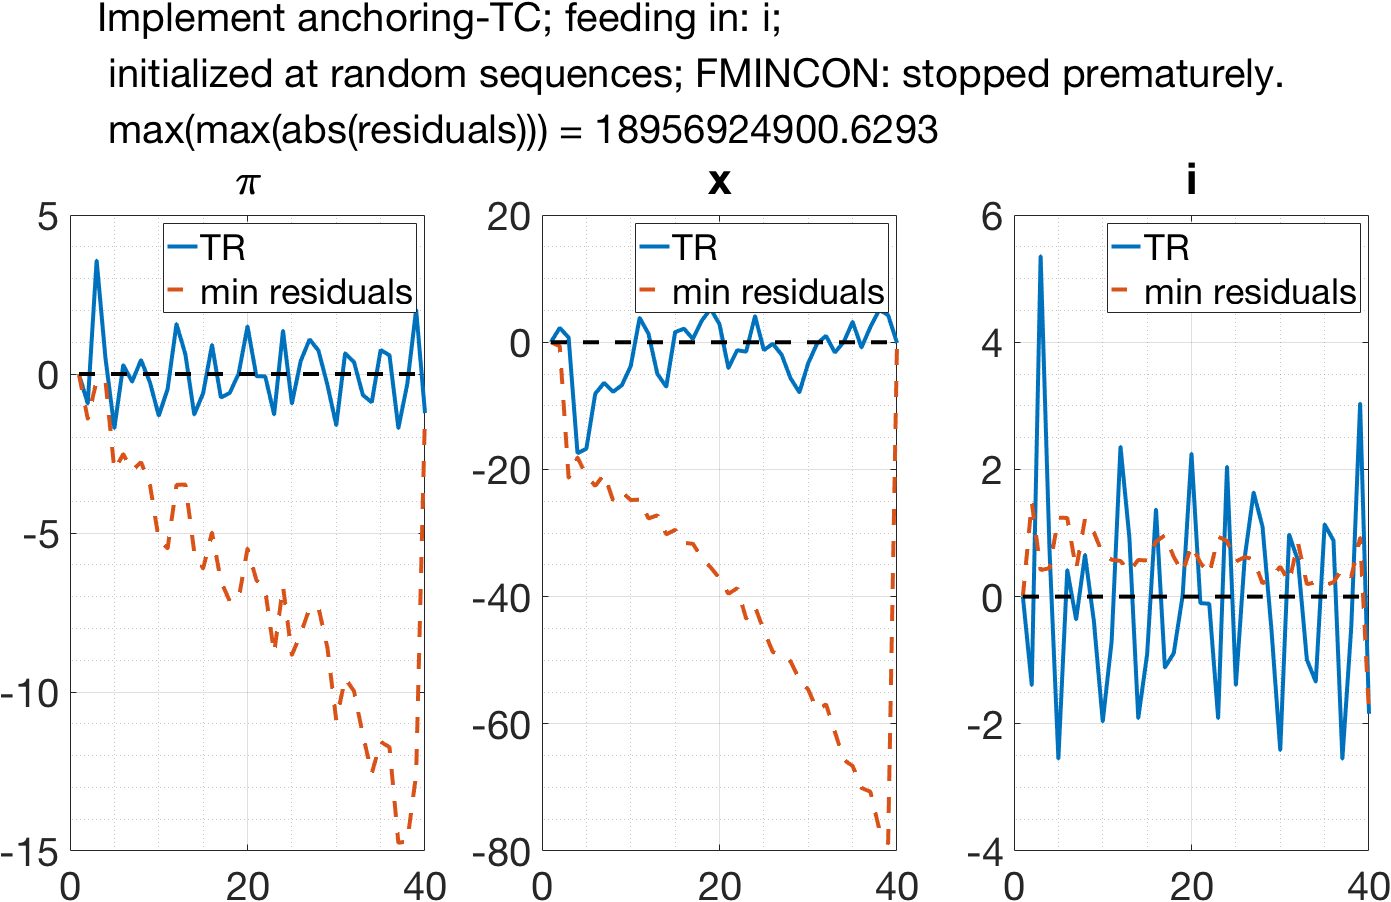 Implement anchoring-TC; feeding in: i;
initialized at random sequences; FMINCON: stopped prematurely.
max(max(abs(residuals))) = 18956924900.6293
π
x
i
5
0
-5
-10
-15
0
20
40
TR
min residuals
20
0
-20
-40
-60
-80
0
20
40
TR
min residuals
6
4
2
0
-2
-4
0
20
40
TR
min residuals